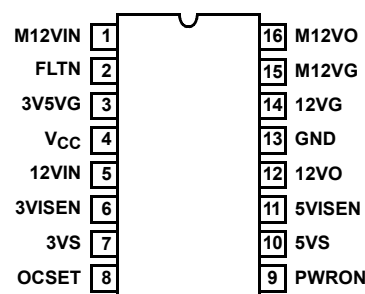 M12VIN 1 16 M12VO
FLTN 2 15 M12VG
3V5VG 3 14 12VG
VCC 4 13 GND
12VIN 5 12 12VO
3VISEN 6 11 5VISEN
3VS 7 10 5VS
OCSET 8 9 PWRON